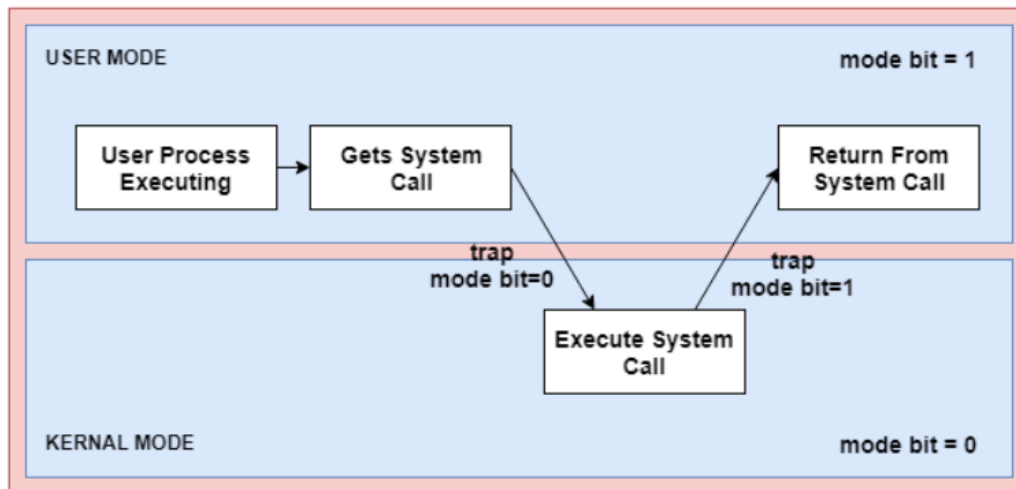 USER MODE
mode bit = 1
User Process
Executing
Gets System
Call
Return From
System Call
trap
mode bit=0
trap
mode bit=1
Execute System
Call
KERNAL MODE
mode bit = 0